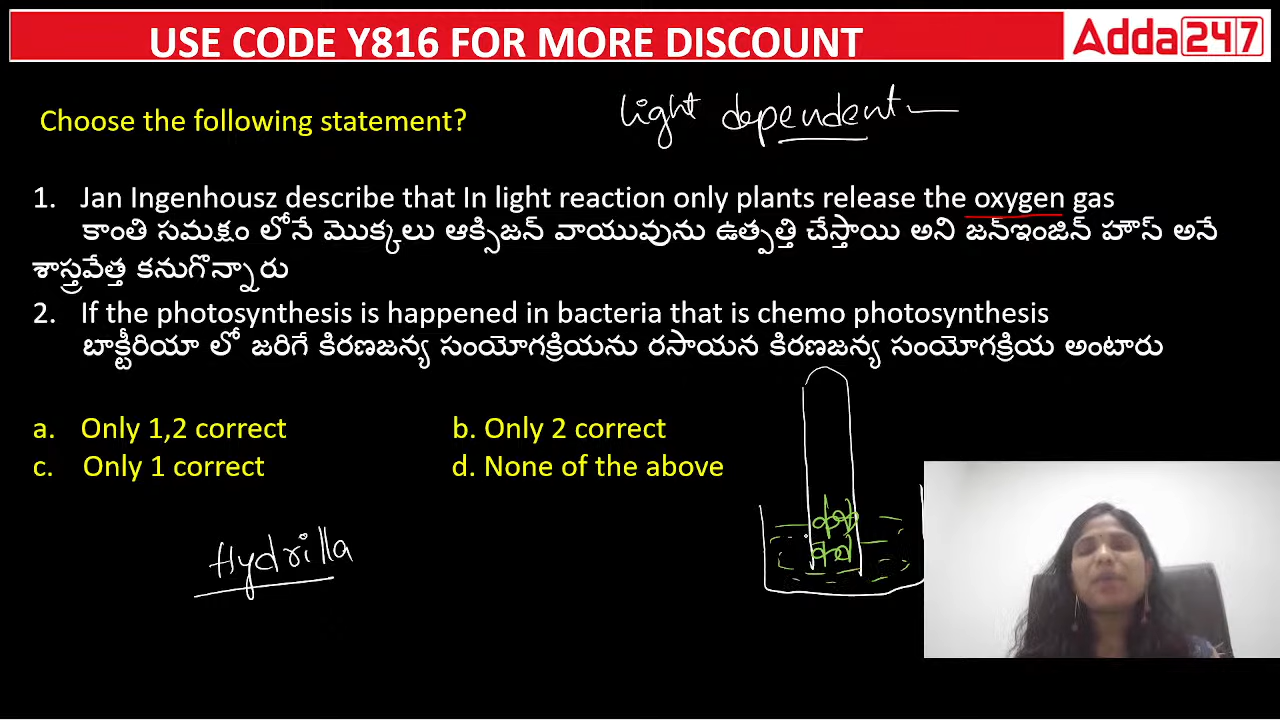 USE CODE Y816 FOR MORE DISCOUNT
Adda247
light dependent
Choose the following statement?
1. Jan Ingenhousz describe that In light reaction only plants release the oxygen gas
కాంతి సమక్షం లోనే మొక్కలు ఆక్సిజన్ వాయువును ఉత్పత్తి చేస్తాయి అని జన్ఇంజిన్ హౌస్ అనే
శాస్త్రవేత్త కనుగొన్నారు
2. If the photosynthesis is happened in bacteria that is chemo photosynthesis
బాక్టీరియా లో జరిగే కిరణజన్య సంయోగక్రియను రసాయన కిరణజన్య సంయోగక్రియ అంటారు
a. Only 1,2 correct b. Only 2 correct
c. Only 1 correct d. None of the above
Hydrilla